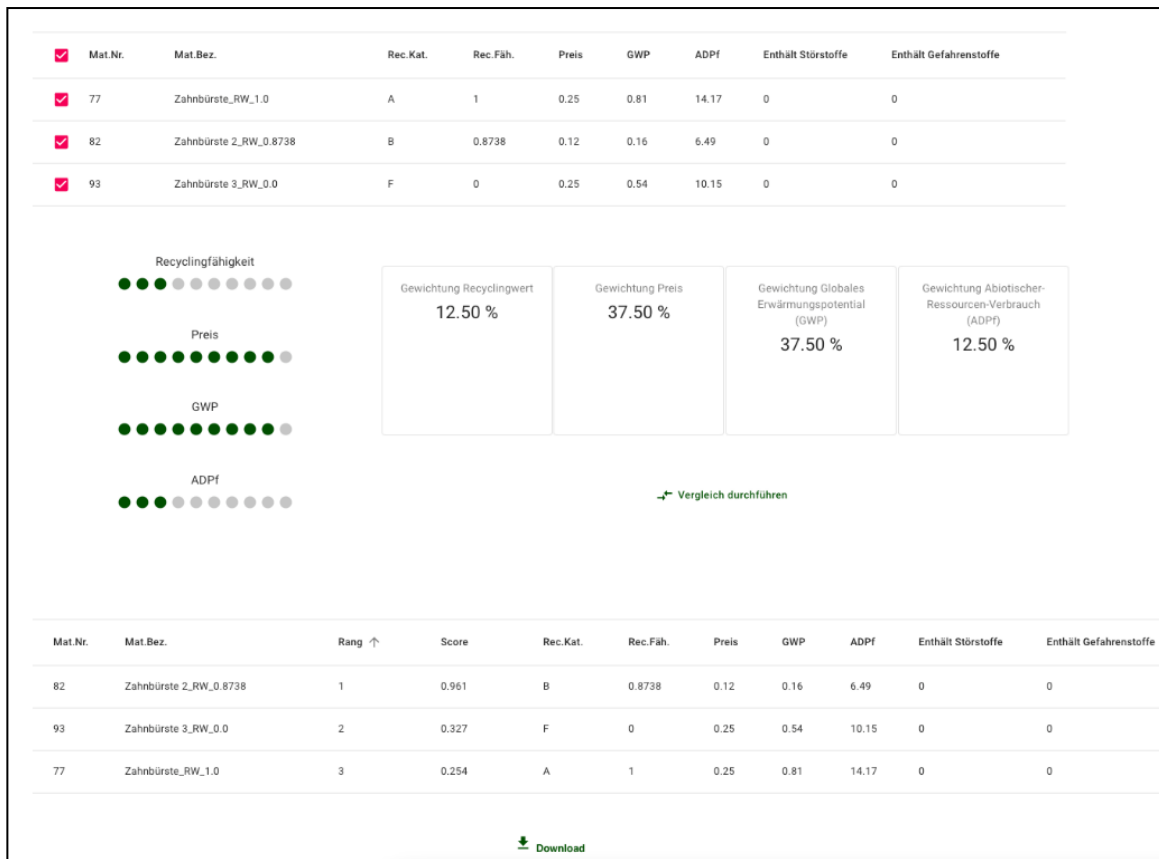 Mat.Nr. Mat.Bez. Rec.Kat. Rec.Fäh. Preis GWP ADPf Enthält Störstoffe Enthält Gefahrenstoffe
77 Zahnbürste_RW_1.0 A 1 0.25 0.81 14.17 0 0
82 Zahnbürste 2_RW_0.8738 B 0.8738 0.12 0.16 6.49 0 0
93 Zahnbürste 3_RW_0.0 F 0 0.25 0.54 10.15 0 0
Recyclingfähigkeit
Preis
GWP
ADPf
Gewichtung Recyclingwert
12.50 %
Gewichtung Preis
37.50 %
Gewichtung Globales
Erwärmungspotential
(GWP)
37.50 %
Gewichtung Abiotischer-
Ressourcen-Verbrauch
(ADPf)
12.50 %
Vergleich durchführen
Mat.Nr. Mat.Bez. Rang Score Rec.Kat. Rec.Fäh. Preis GWP ADPf Enthält Störstoffe Enthält Gefahrenstoffe
82 Zahnbürste 2_RW_0.8738 1 0.961 B 0.8738 0.12 0.16 6.49 0 0
93 Zahnbürste 3_RW_0.0 2 0.327 F 0 0.25 0.54 10.15 0 0
77 Zahnbürste_RW_1.0 3 0.254 A 1 0.25 0.81 14.17 0 0
Download